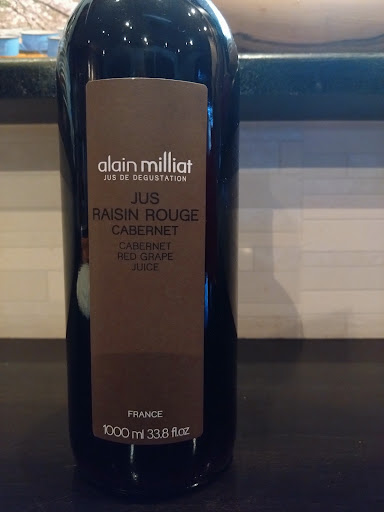 alain milliat
JUS DE DEGUSTATION
JUS
RAISIN ROUGE
CABERNET
CABERNET
RED GRAPE
JUICE
FRANCE
1000 ml 33.8 fl.oz